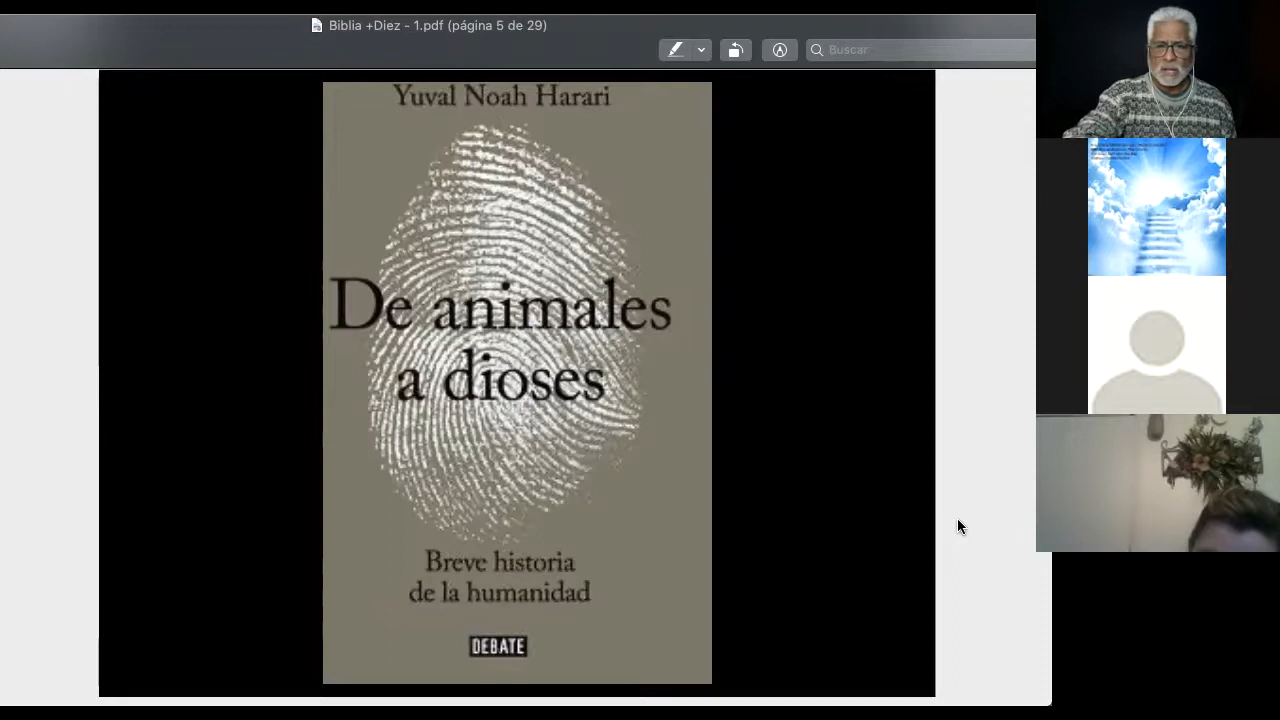 Biblia +Diez - 1.pdf (página 5 de 29)
Buscar
Yuval Noah Harari
De animales
a dioses
Breve historia
de la humanidad
DEBATE